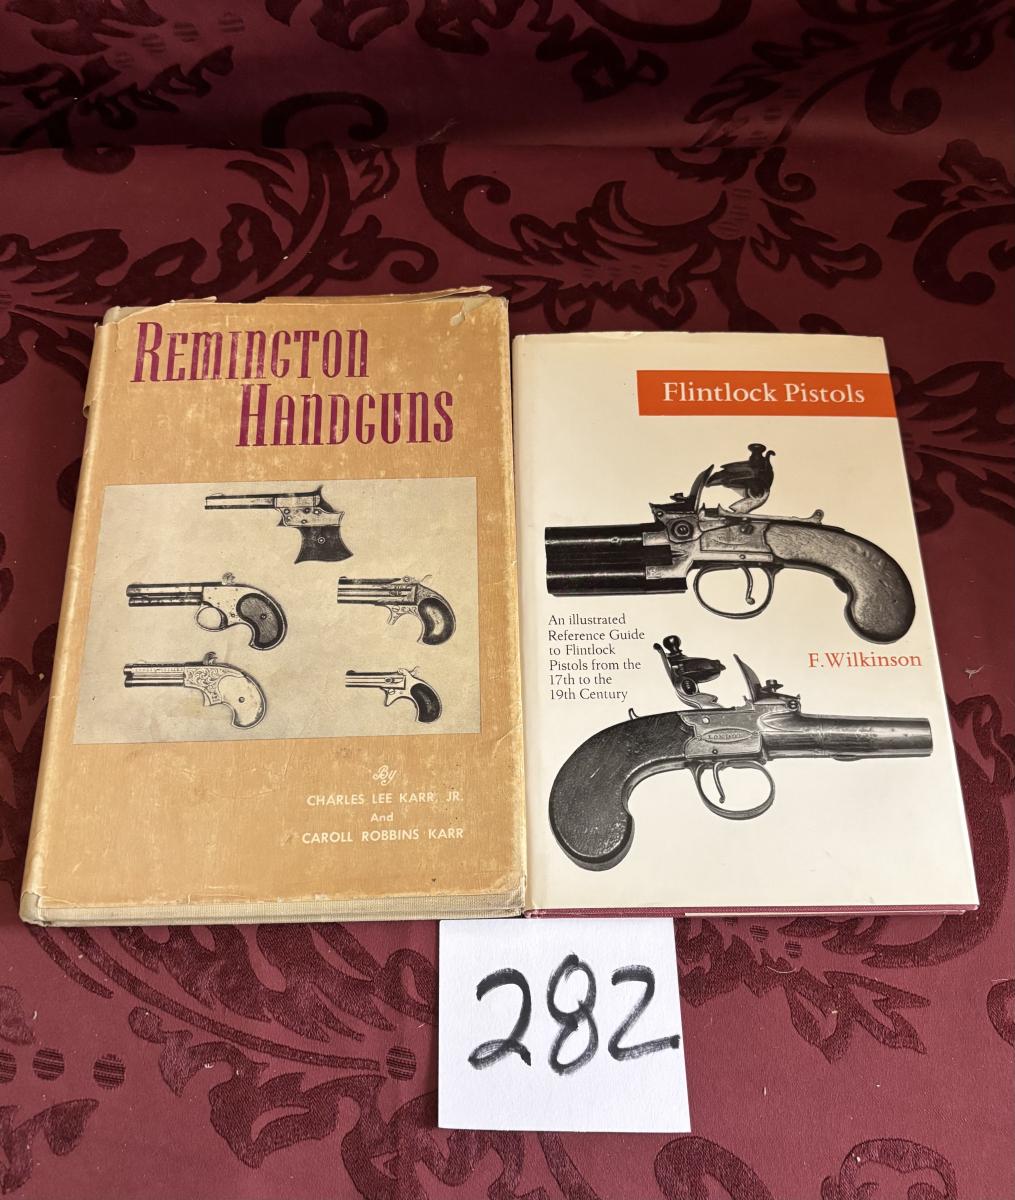 REMINGTON
HANDGUNS
By
CHARLES LEE KARR, JR.
And
CAROLL ROBBINS KARR
Flintlock Pistols
An illustrated
Reference Guide
to Flintlock
Pistols from the
17th to the
19th Century
F.Wilkinson
LONDON
282